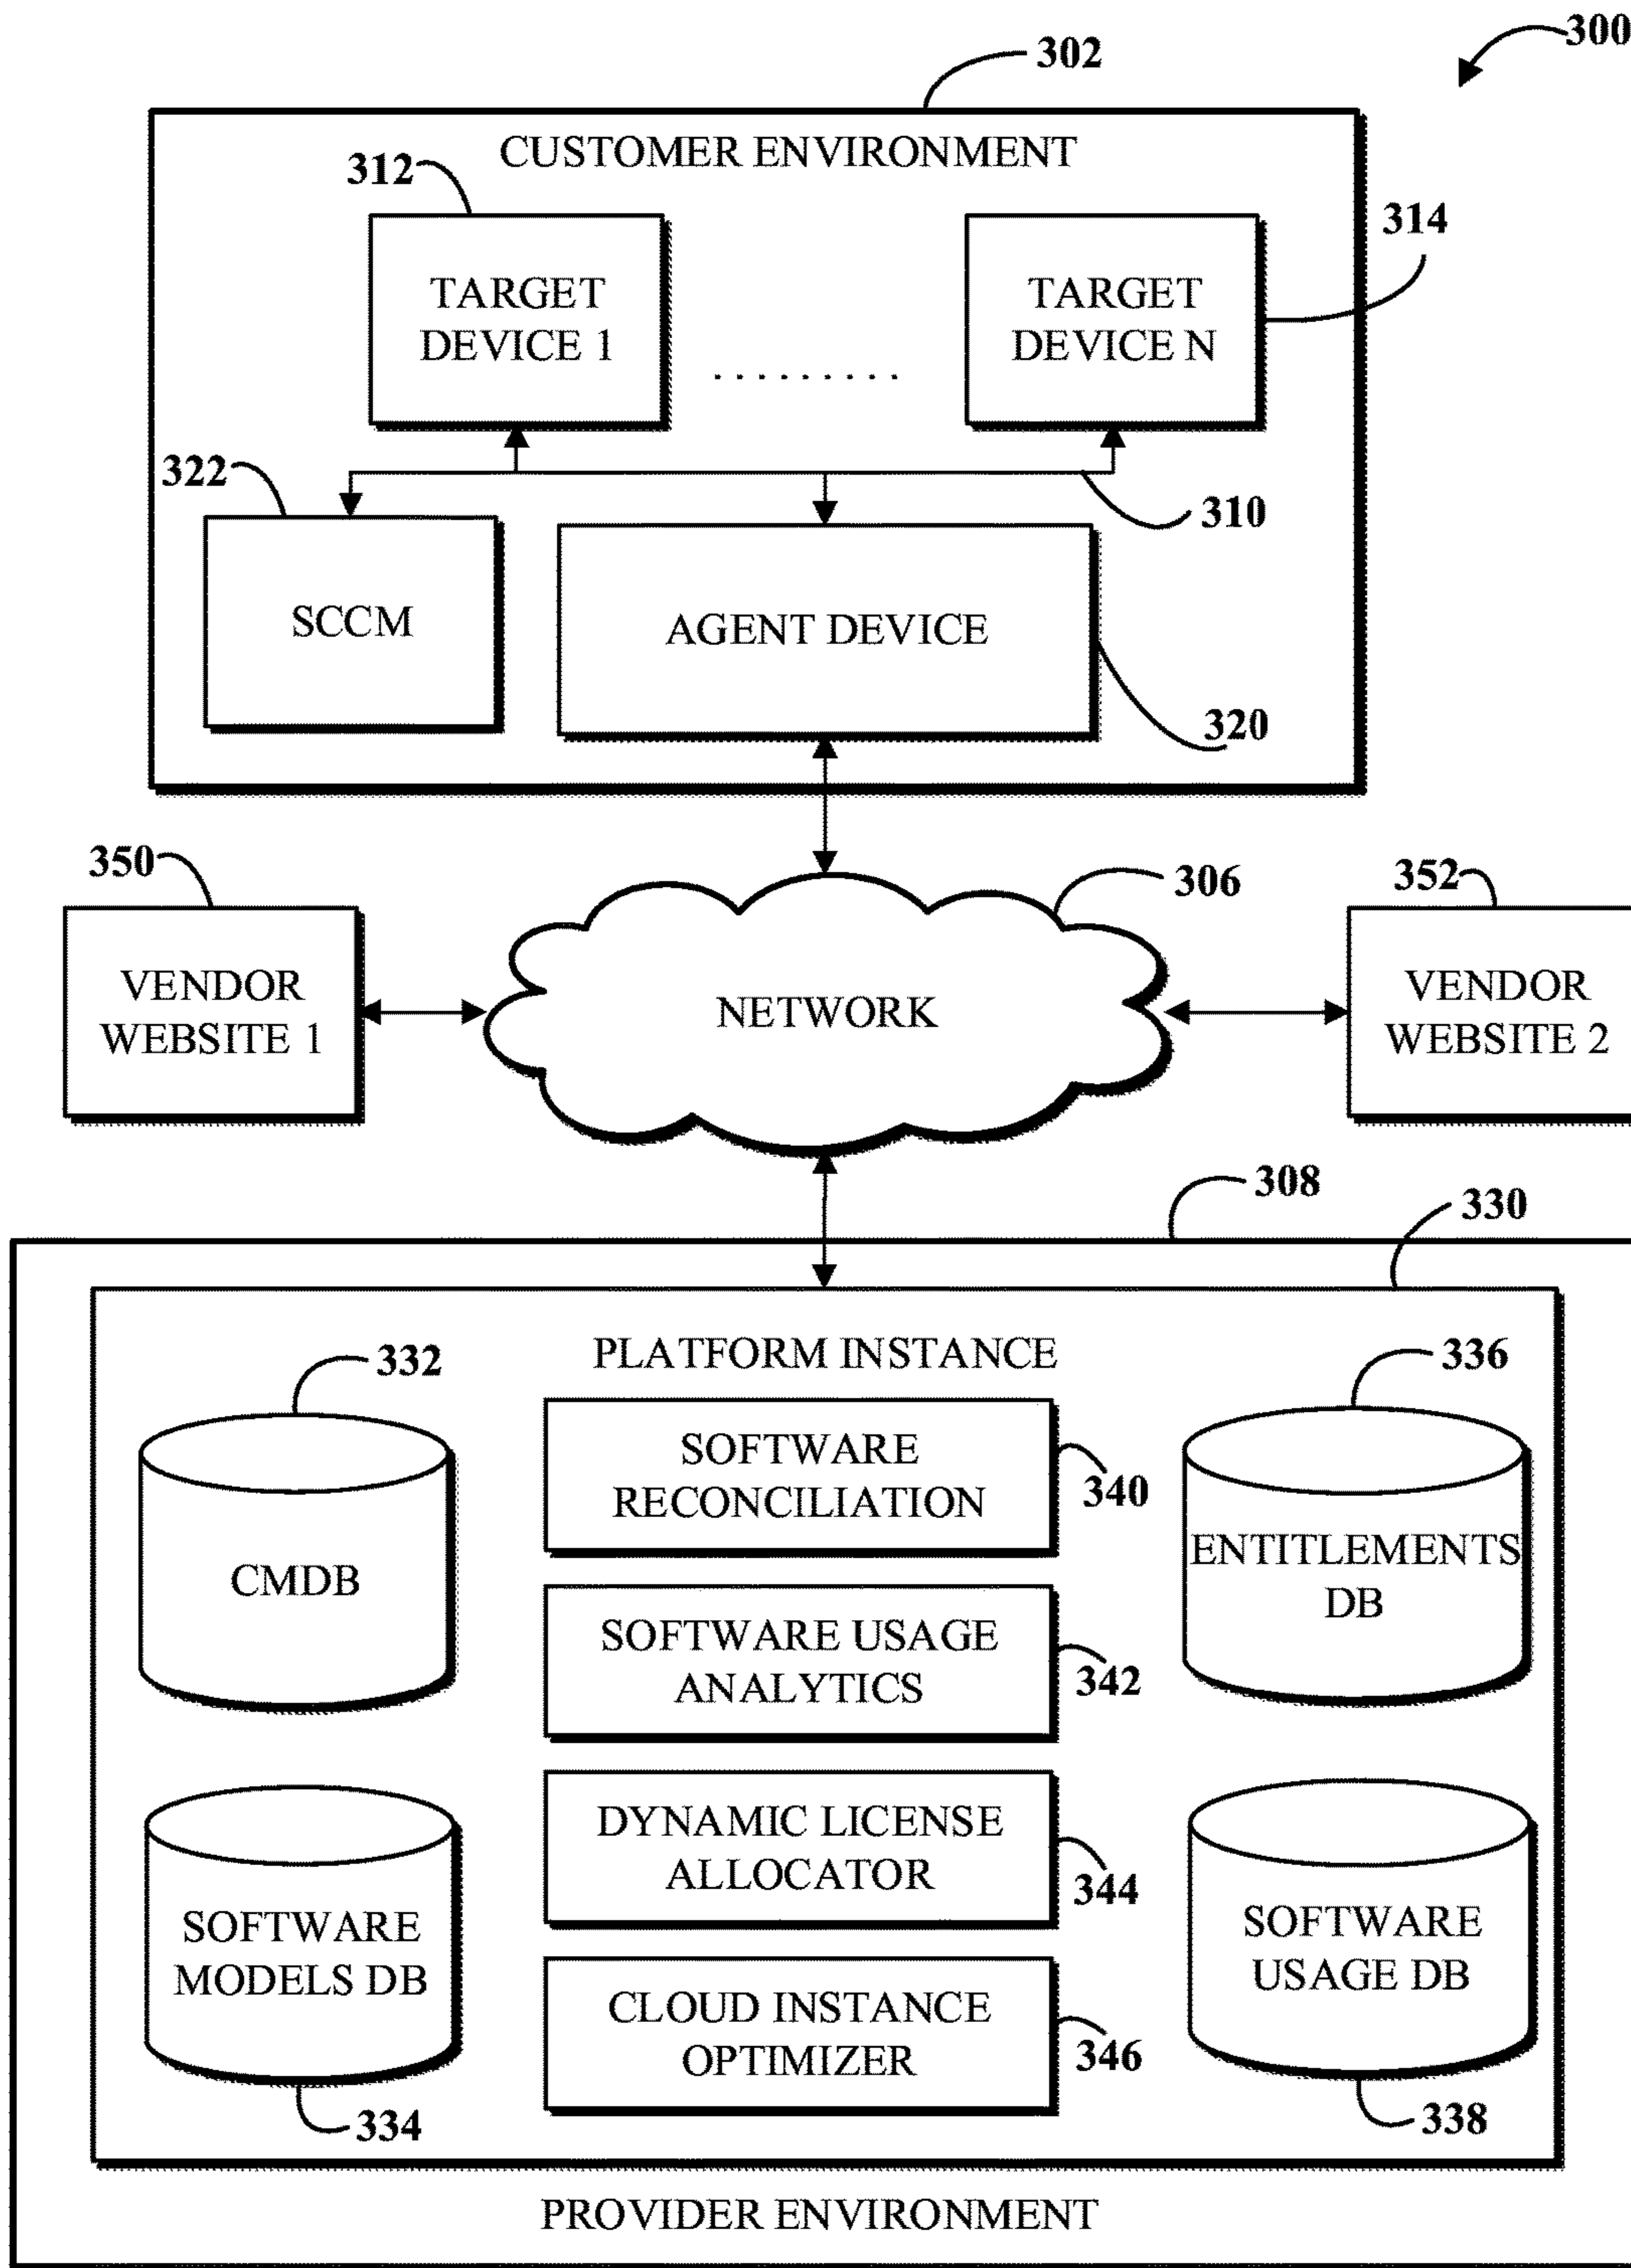 300
302
CUSTOMER ENVIRONMENT
312
314
TARGET
DEVICE 1
.........
TARGET
DEVICE N
322
310
SCCM
AGENT DEVICE
320
350
306
352
VENDOR
WEBSITE 1
NETWORK
VENDOR
WEBSITE 2
308
330
PLATFORM INSTANCE
332
336
SOFTWARE
RECONCILIATION
340
CMDB
ENTITLEMENTS
DB
SOFTWARE USAGE
ANALYTICS
342
DYNAMIC LICENSE
ALLOCATOR
344
SOFTWARE
MODELS DB
SOFTWARE
USAGE DB
CLOUD INSTANCE
OPTIMIZER
346
334
338
PROVIDER ENVIRONMENT